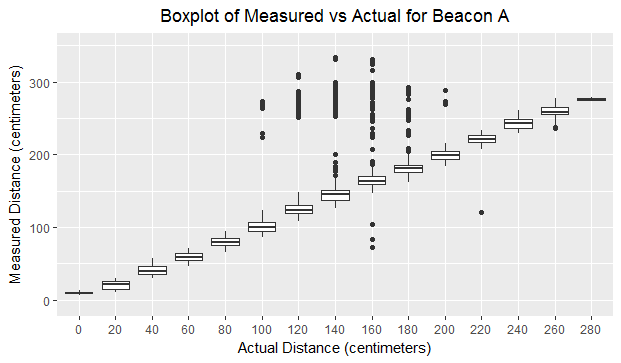 Boxplot of Measured vs Actual for Beacon A
Measured Distance (centimeters)
300
200
100
0
0 20 40 60 80 100 120 140 160 180 200 220 240 260 280
Actual Distance (centimeters)